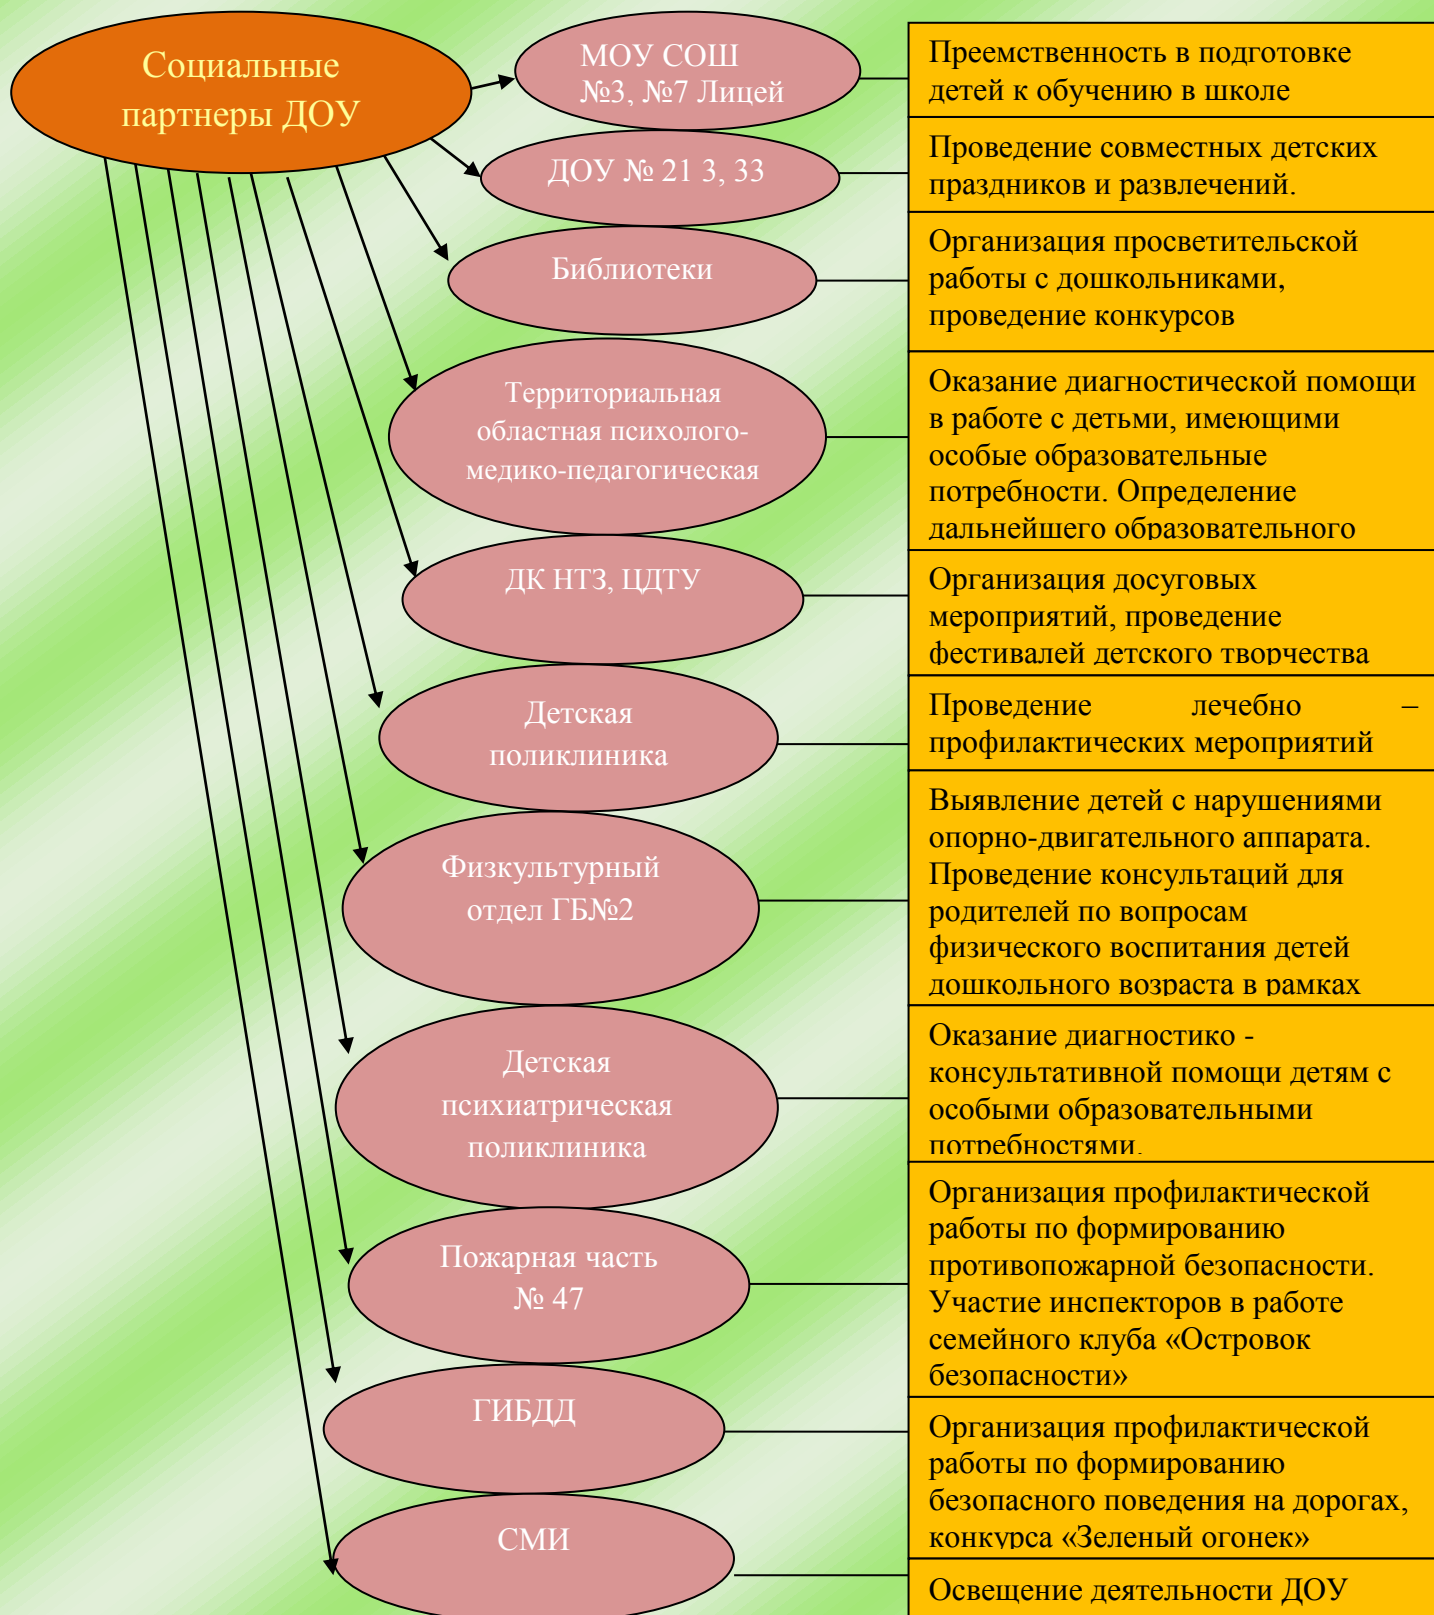 Социальные
партнеры ДОУ
МОУ СОШ
№3, №7 Лицей
Преемственность в подготовке
детей к обучению в школе
ДОУ № 21 3, 33
Проведение совместных детских
праздников и развлечений.
Библиотеки
Организация просветительской
работы с дошкольниками,
проведение конкурсов
Территориальная
областная психолого-
медико-педагогическая
Оказание диагностической помощи
в работе с детьми, имеющими
особые образовательные
потребности. Определение
дальнейшего образовательного
ДК НТЗ, ЦДТУ
Организация досуговых
мероприятий, проведение
фестивалей детского творчества
Детская
поликлиника
Проведение лечебно –
профилактических мероприятий
Физкультурный
отдел ГБ№2
Выявление детей с нарушениями
опорно-двигательного аппарата.
Проведение консультаций для
родителей по вопросам
физического воспитания детей
дошкольного возраста в рамках
Детская
психиатрическая
поликлиника
Оказание диагностико -
консультативной помощи детям с
особыми образовательными
потребностями.
Пожарная часть
№ 47
Организация профилактической
работы по формированию
противопожарной безопасности.
Участие инспекторов в работе
семейного клуба «Островок
безопасности»
ГИБДД
Организация профилактической
работы по формированию
безопасного поведения на дорогах,
конкурса «Зеленый огонек»
СМИ
Освещение деятельности ДОУ